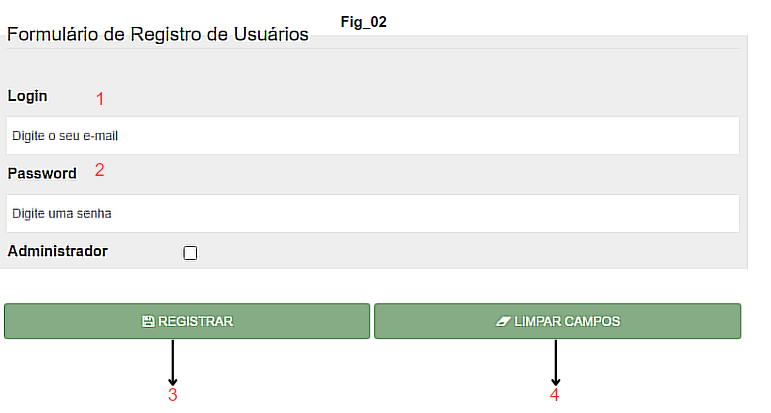 Fig_02
Formulário de Registro de Usuários
Login 1
Digite o seu e-mail
Password 2
Digite uma senha
Administrador
REGISTRAR LIMPAR CAMPOS
3 4